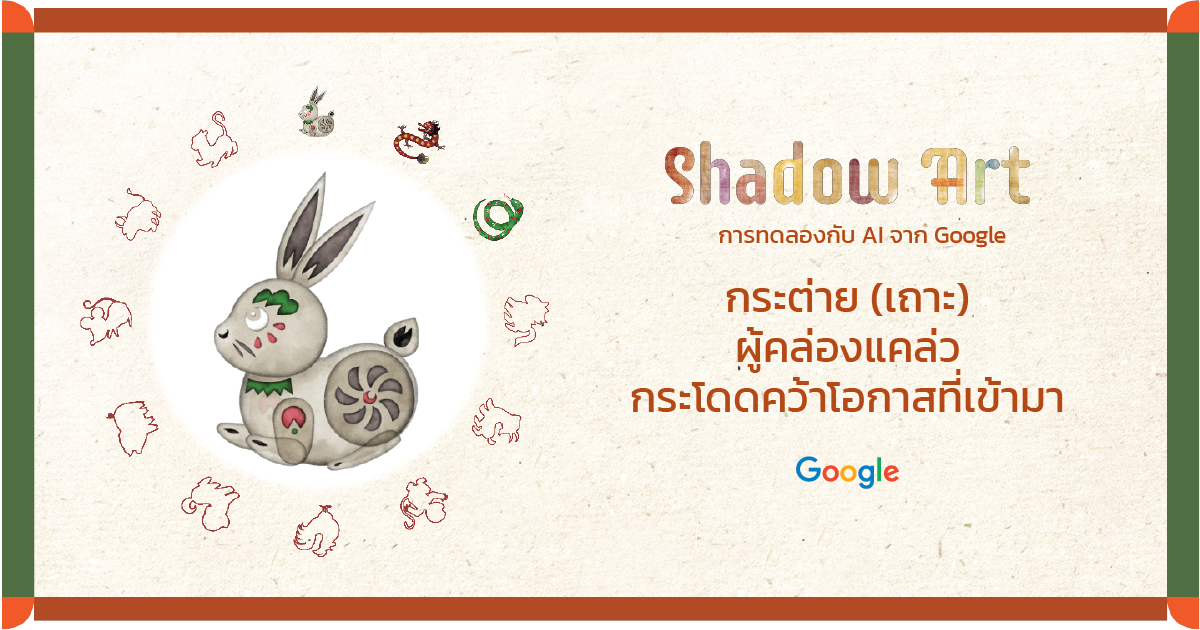 Shadow Art
การทดลองกับ AI จาก Google
กระต่าย (เถาะ)
ผู้คล่องแคล่ว
กระโดดคว้าโอกาสที่เข้ามา
Google